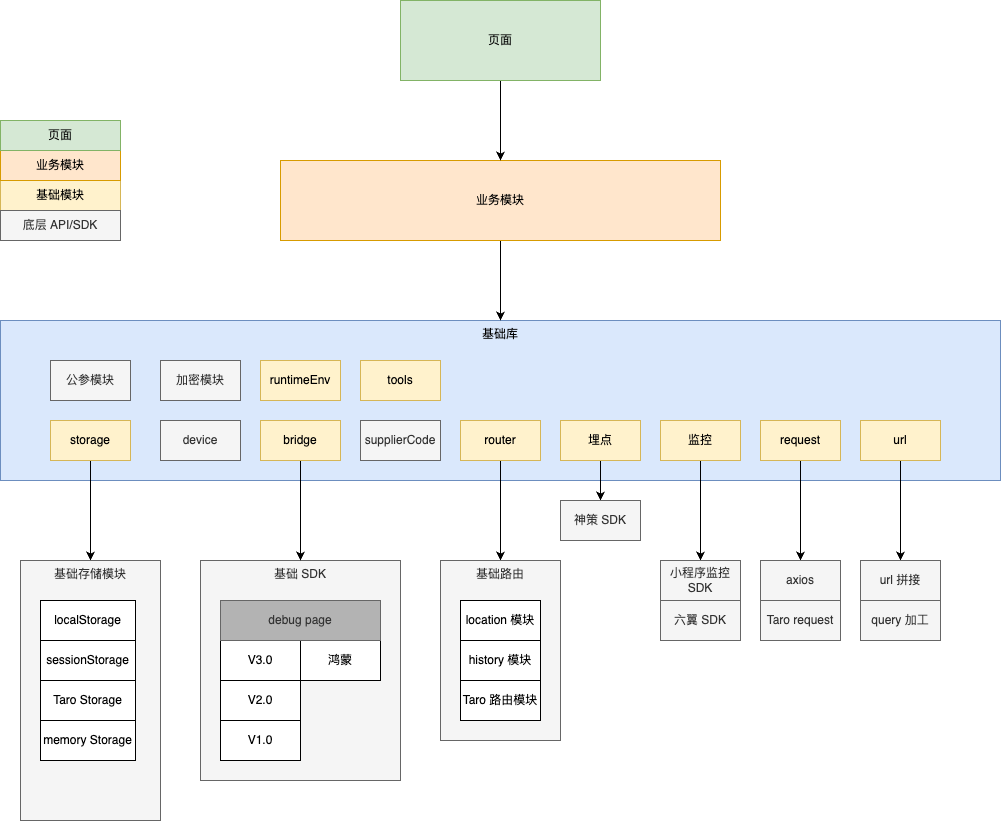 页面
页面
业务模块
基础模块
底层 API/SDK
业务模块
基础库
公参模块
加密模块
runtimeEnv
tools
storage
device
bridge
supplierCode
router
埋点
监控
request
url
神策 SDK
基础存储模块
localStorage
sessionStorage
Taro Storage
memory Storage
基础 SDK
debug page
V3.0
鸿蒙
V2.0
V1.0
基础路由
location 模块
history 模块
Taro 路由模块
小程序监控
SDK
六翼 SDK
axios
Taro request
url 拼接
query 加工